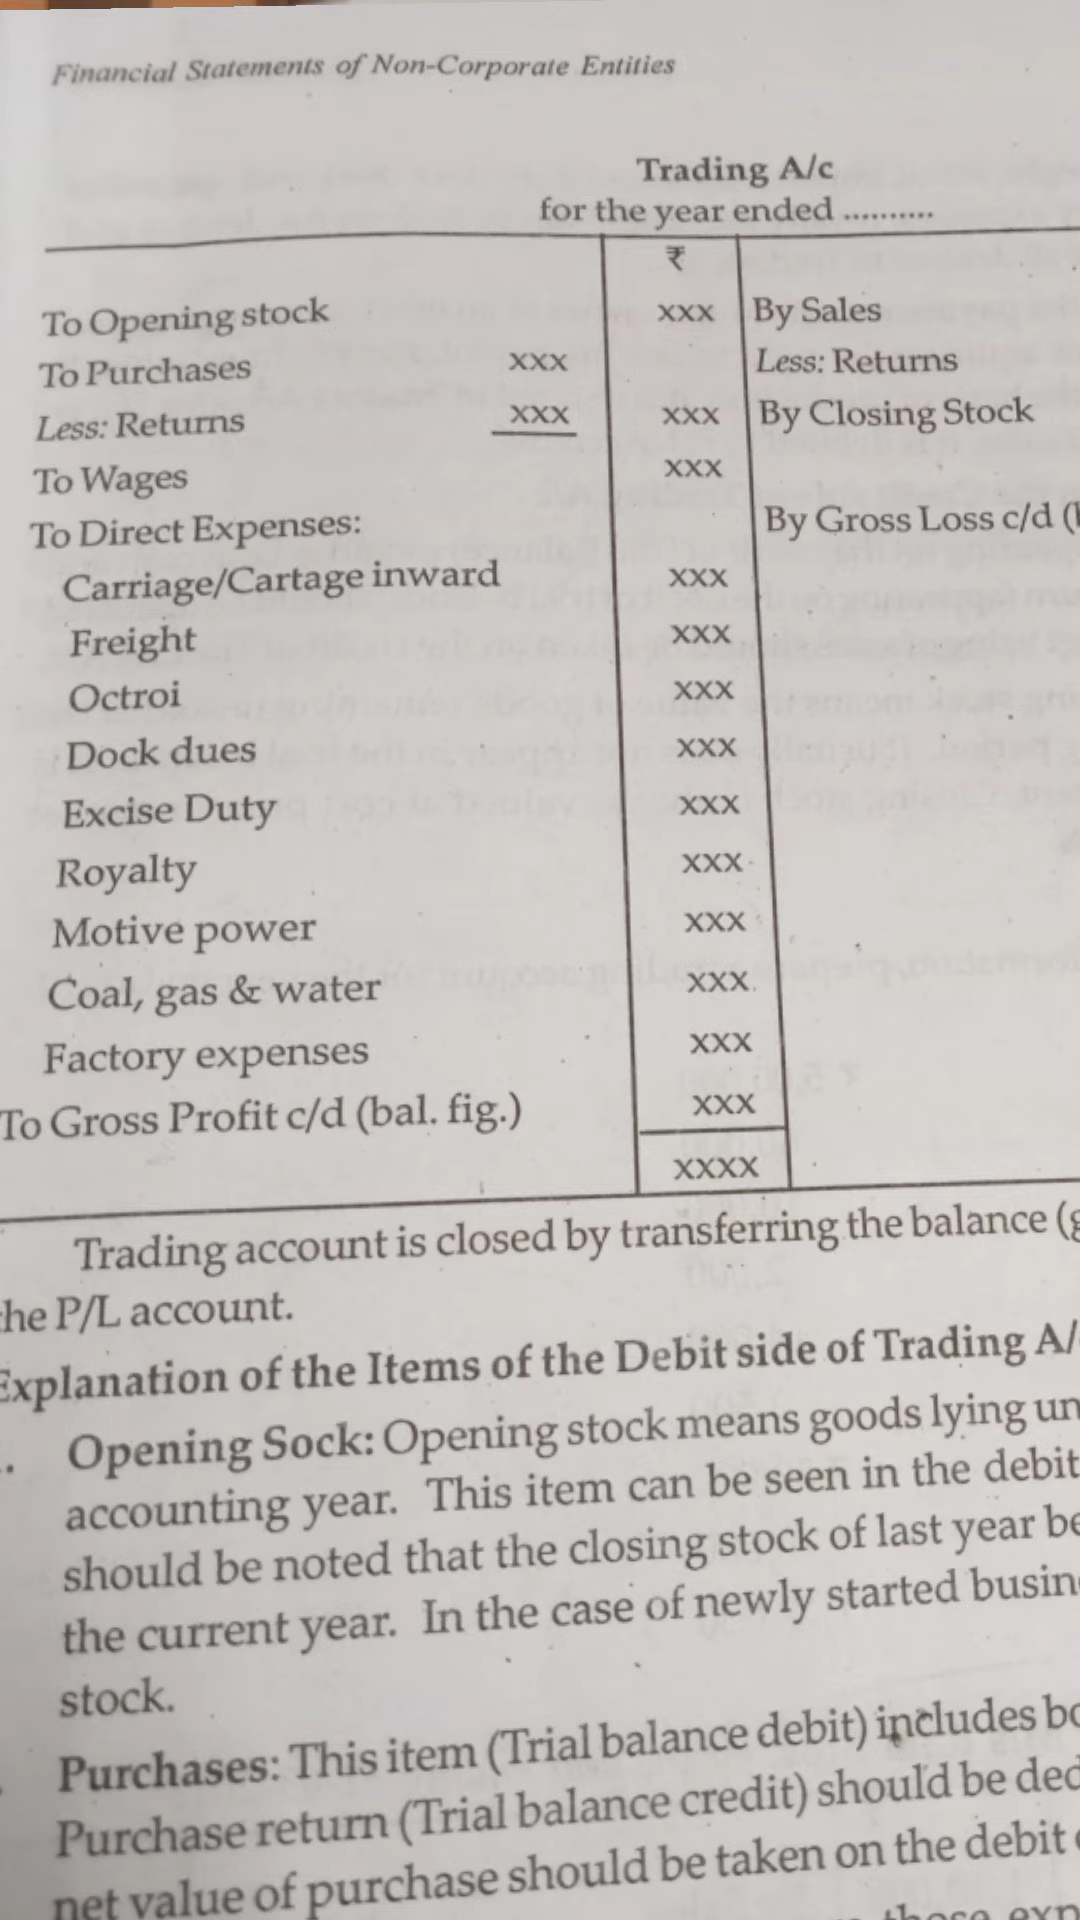 Financial Statements of Non-Corporate Entities
Trading A/c
for the year ended ..........
₹
To Opening stock xxx By Sales
To Purchases xxx Less: Returns
Less: Returns xxx xxx By Closing Stock
To Wages xxx
To Direct Expenses: By Gross Loss c/d
Carriage/Cartage inward xxx
Freight xxx
Octroi xxx
Dock dues xxx
Excise Duty xxx
Royalty xxx
Motive power xxx
Coal, gas & water xxx
Factory expenses xxx
To Gross Profit c/d (bal. fig.) xxx
xxxx
Trading account is closed by transferring the balance
the P/L account.
Explanation of the Items of the Debit side of Trading A/
Opening Sock: Opening stock means goods lying un
accounting year. This item can be seen in the debit
should be noted that the closing stock of last year be
the current year. In the case of newly started busin
stock.
Purchases: This item (Trial balance debit) includes bo
Purchase return (Trial balance credit) should be ded
net value of purchase should be taken on the debit
those exp